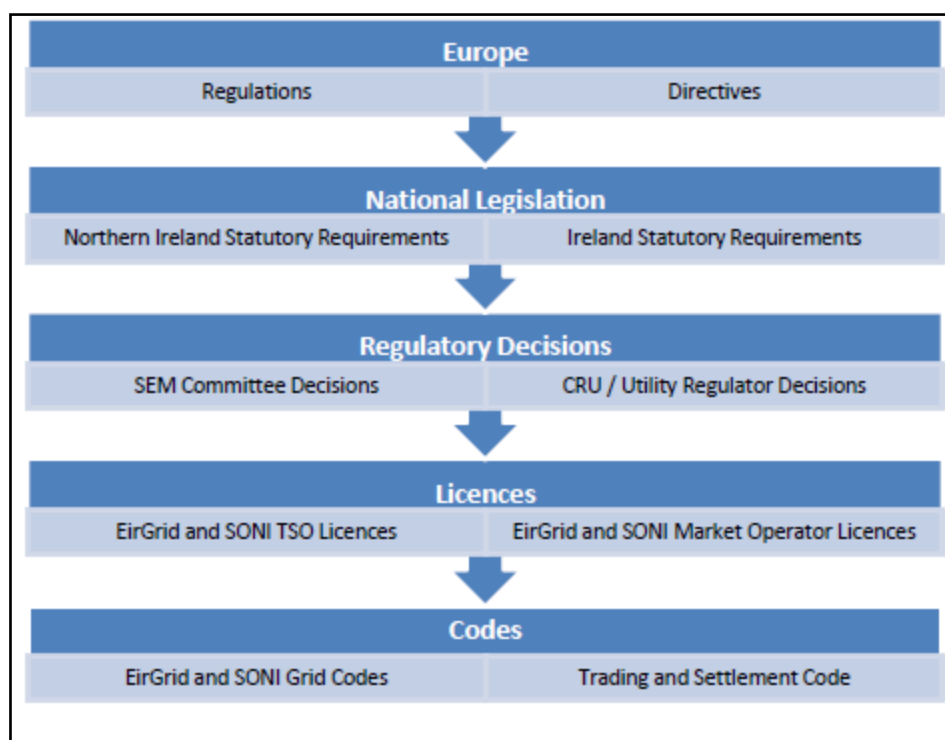 Europe
Regulations
Directives
National Legislation
Northern Ireland Statutory Requirements
Ireland Statutory Requirements
Regulatory Decisions
SEM Committee Decisions
CRU / Utility Regulator Decisions
Licences
EirGrid and SONI TSO Licences
EirGrid and SONI Market Operator Licences
Codes
EirGrid and SONI Grid Codes
Trading and Settlement Code